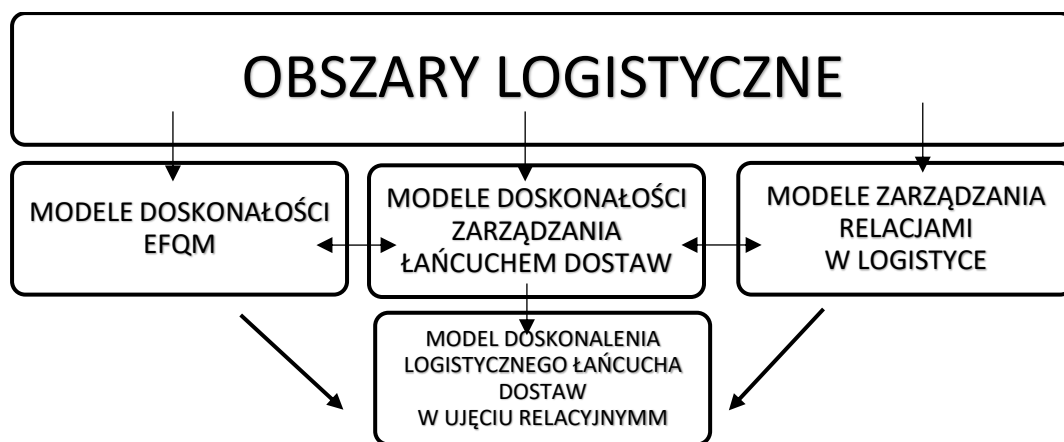 OBSZARY LOGISTYCZNE
MODELE DOSKONAŁOŚCI
EFQM
MODELE DOSKONAŁOŚCI
ZARZĄDZANIA
ŁAŃCUCHEM DOSTAW
MODELE ZARZĄDZANIA
RELACJAMI
W LOGISTYCE
MODEL DOSKONALENIA
LOGISTYCZNEGO ŁAŃCUCHA
DOSTAW
W UJĘCIU RELACYJNYMM